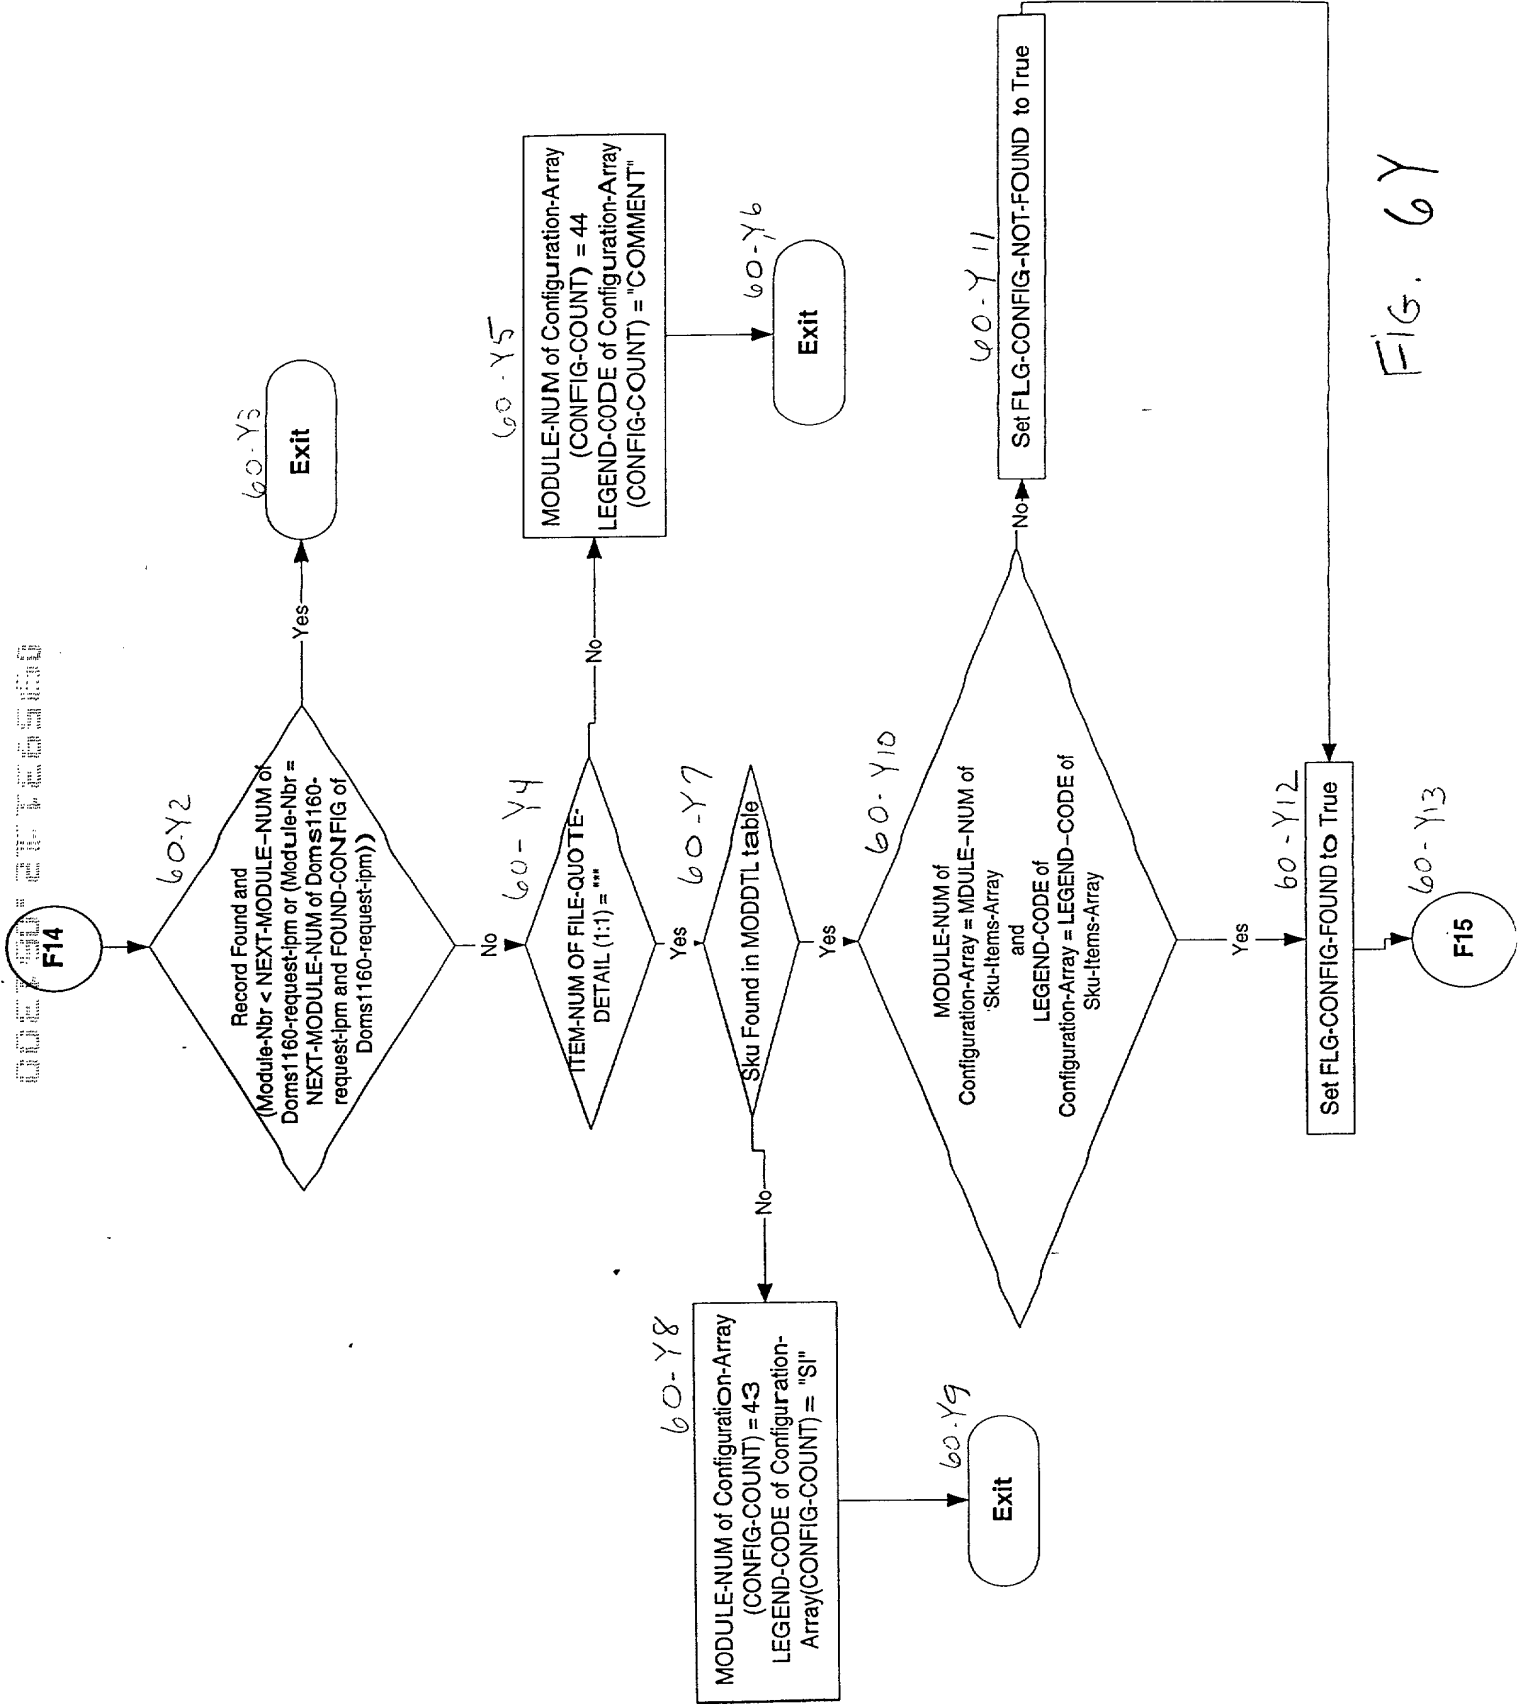 F14
60-Y2
Record Found and
(Module-Nbr < NEXT-MODULE--NUM of
Doms1160-request-lpm or (Module-Nbr =
NEXT-MODULE-NUM of Doms1160-
request-lpm and FOUND-CONFIG of
Doms1160-request-lpm))
Yes
60-Y3
Exit
No
60-Y4
ITEM-NUM OF FILE-QUOTE-
DETAIL (1:1) = "*"
No
60-Y5
MODULE-NUM of Configuration-Array
(CONFIG-COUNT) = 44
LEGEND-CODE of Configuration-Array
(CONFIG-COUNT) = "COMMENT"
60-Y6
Exit
Yes
60-Y7
Sku Found in MODDTL table
No
60-Y8
MODULE-NUM of Configuration-Array
(CONFIG-COUNT) = 43
LEGEND-CODE of Configuration-
Array(CONFIG-COUNT) = "SI"
60-Y9
Exit
Yes
60-Y10
MODULE-NUM of
Configuration-Array = MDULE--NUM of
Sku-Items-Array
and
LEGEND-CODE of
Configuration-Array = LEGEND--CODE of
Sku-Items-Array
No
60-Y11
Set FLG-CONFIG-NOT-FOUND to True
Yes
60-Y12
Set FLG-CONFIG-FOUND to True
60-Y13
F15
FIG. 6Y